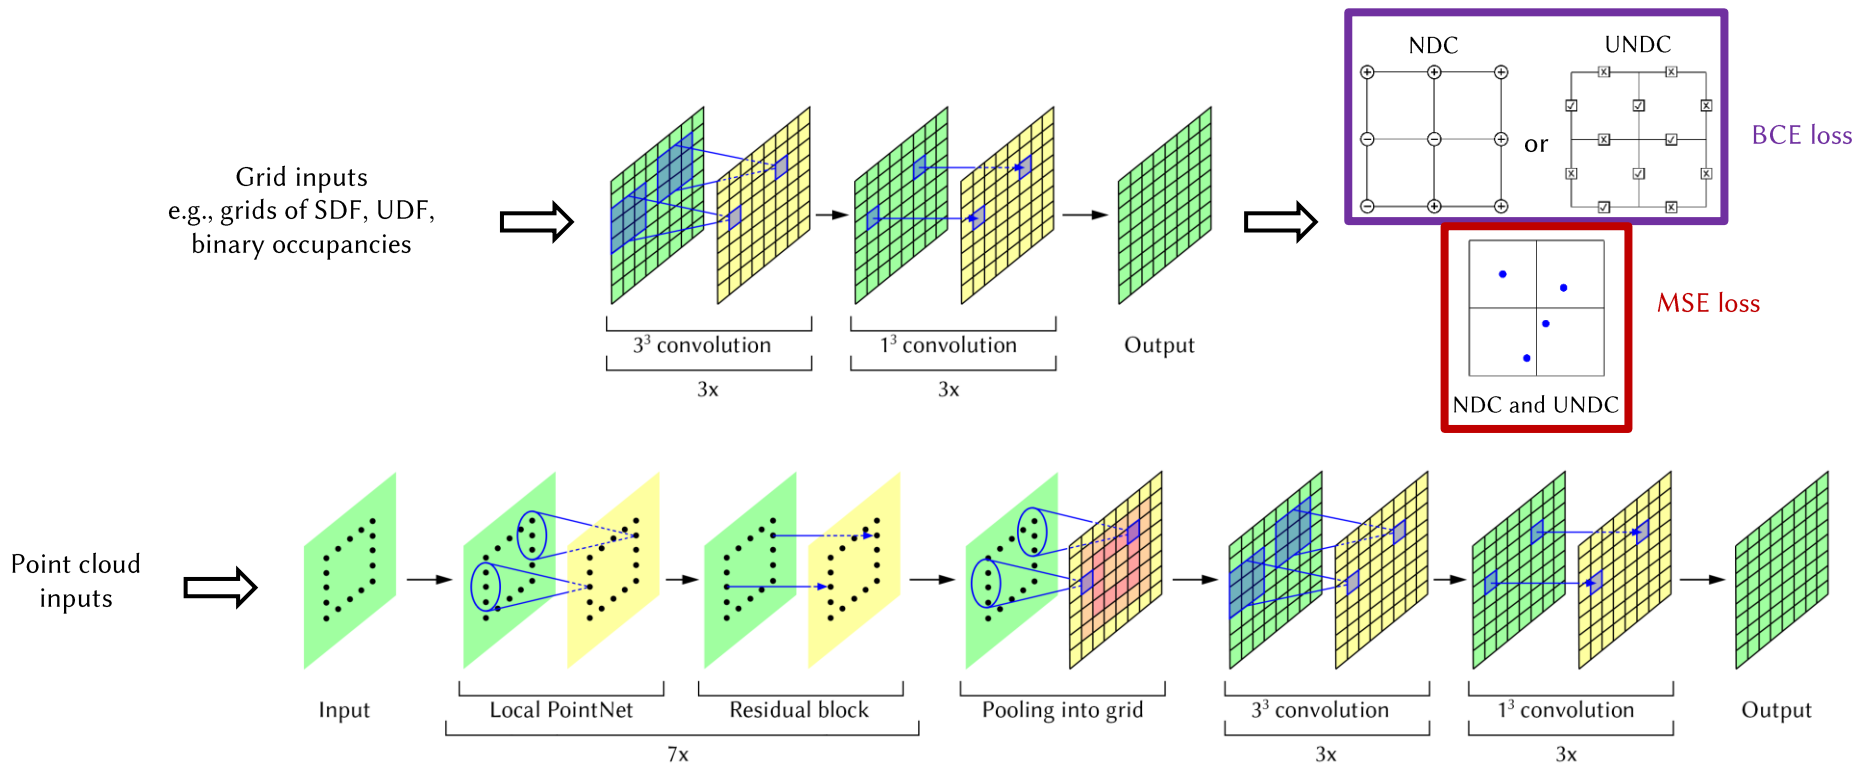 NDC
UNDC
or
BCE loss
Grid inputs
e.g., grids of SDF, UDF,
binary occupancies
3³ convolution
3x
1³ convolution
3x
Output
MSE loss
NDC and UNDC
Point cloud
inputs
Input
Local PointNet
Residual block
7x
Pooling into grid
3³ convolution
3x
1³ convolution
3x
Output